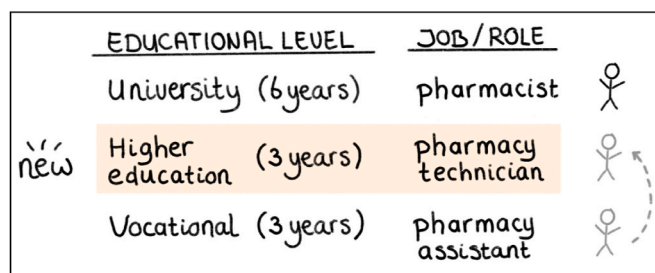 EDUCATIONAL LEVEL JOB/ROLE
University (6 years) pharmacist
new
Higher education (3 years) pharmacy technician
Vocational (3 years) pharmacy assistant